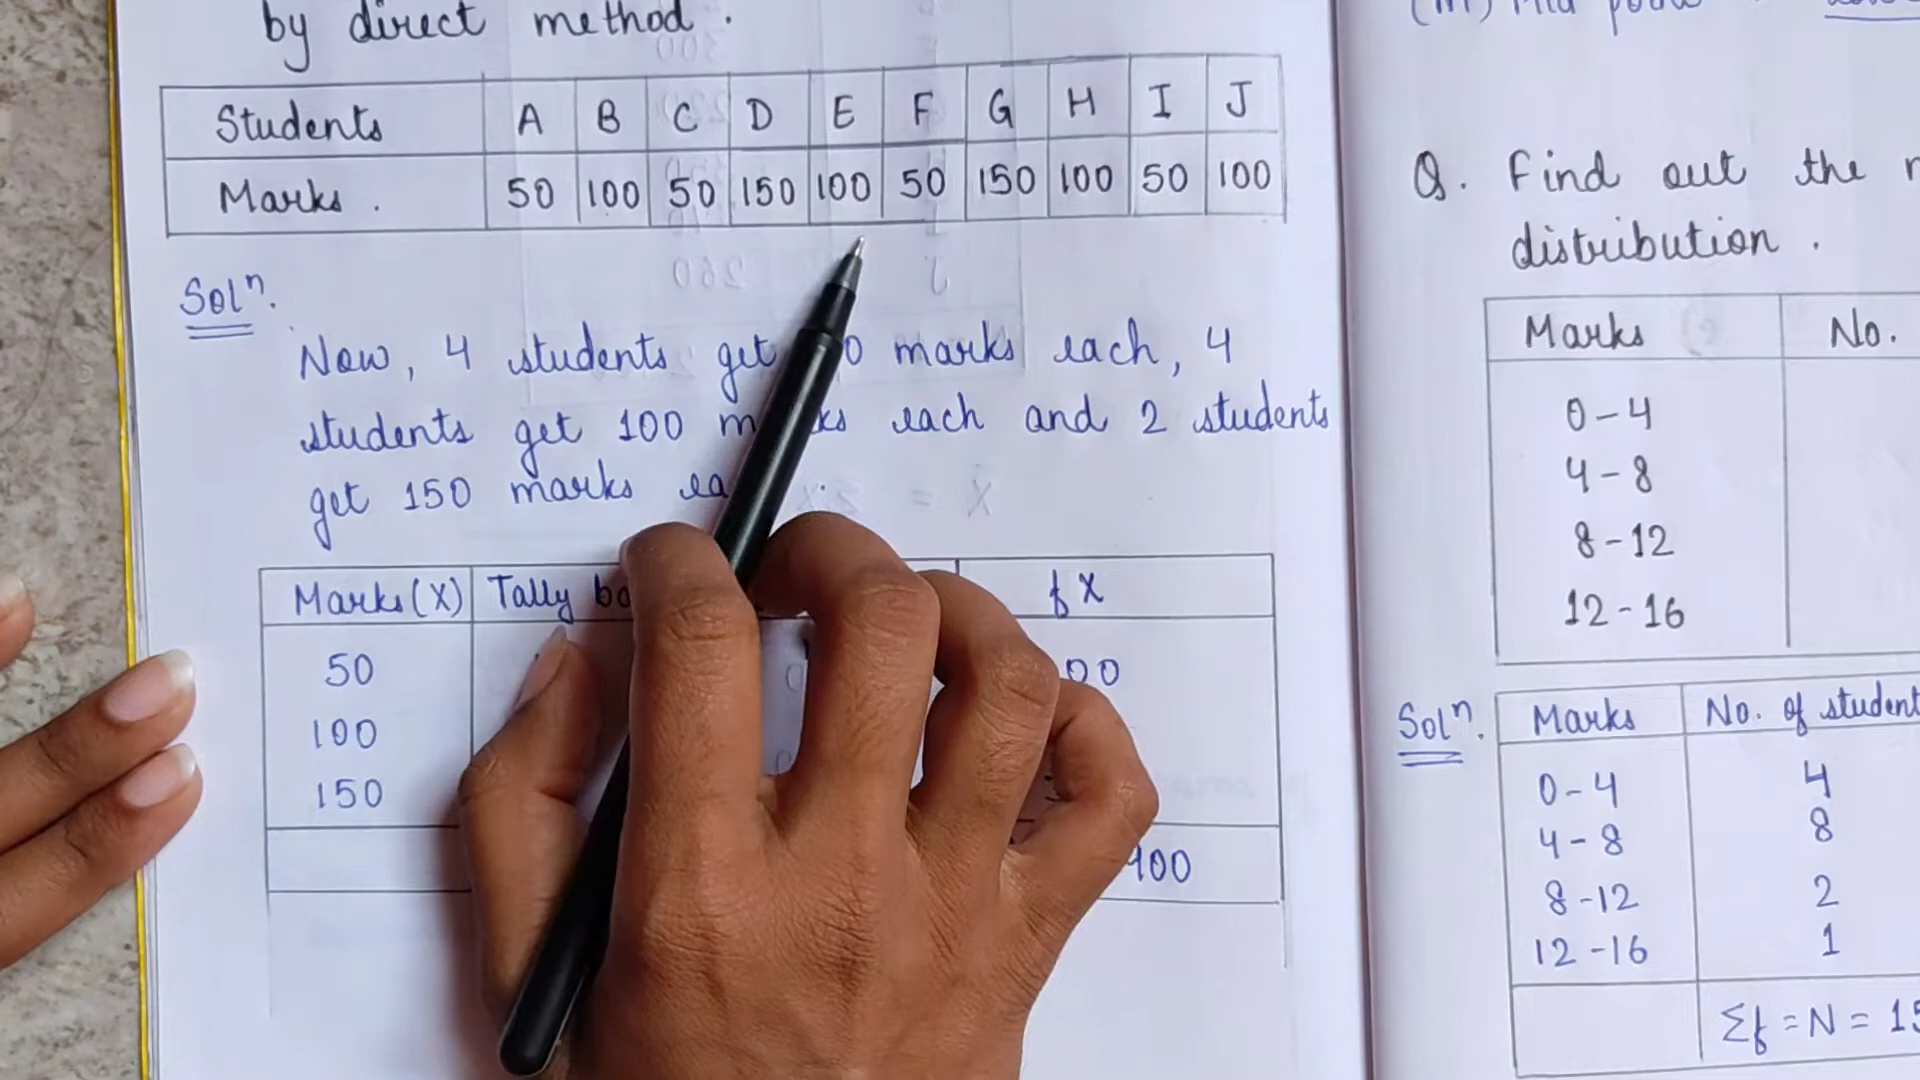 by direct method.
Students A B C D E F G H I J
Marks. 50 100 50 150 100 50 150 100 50 100
Solⁿ.
Now, 4 students get marks each, 4
students get 100 each and 2 students
get 150 marks
Marks (X) Tally fX
50
100
150
Q. Find out the
distribution.
Marks No.
0-4
4-8
8-12
12-16
Solⁿ. Marks No. of student
0-4 4
4-8 8
8-12 2
12-16 1
Σf = N = 15